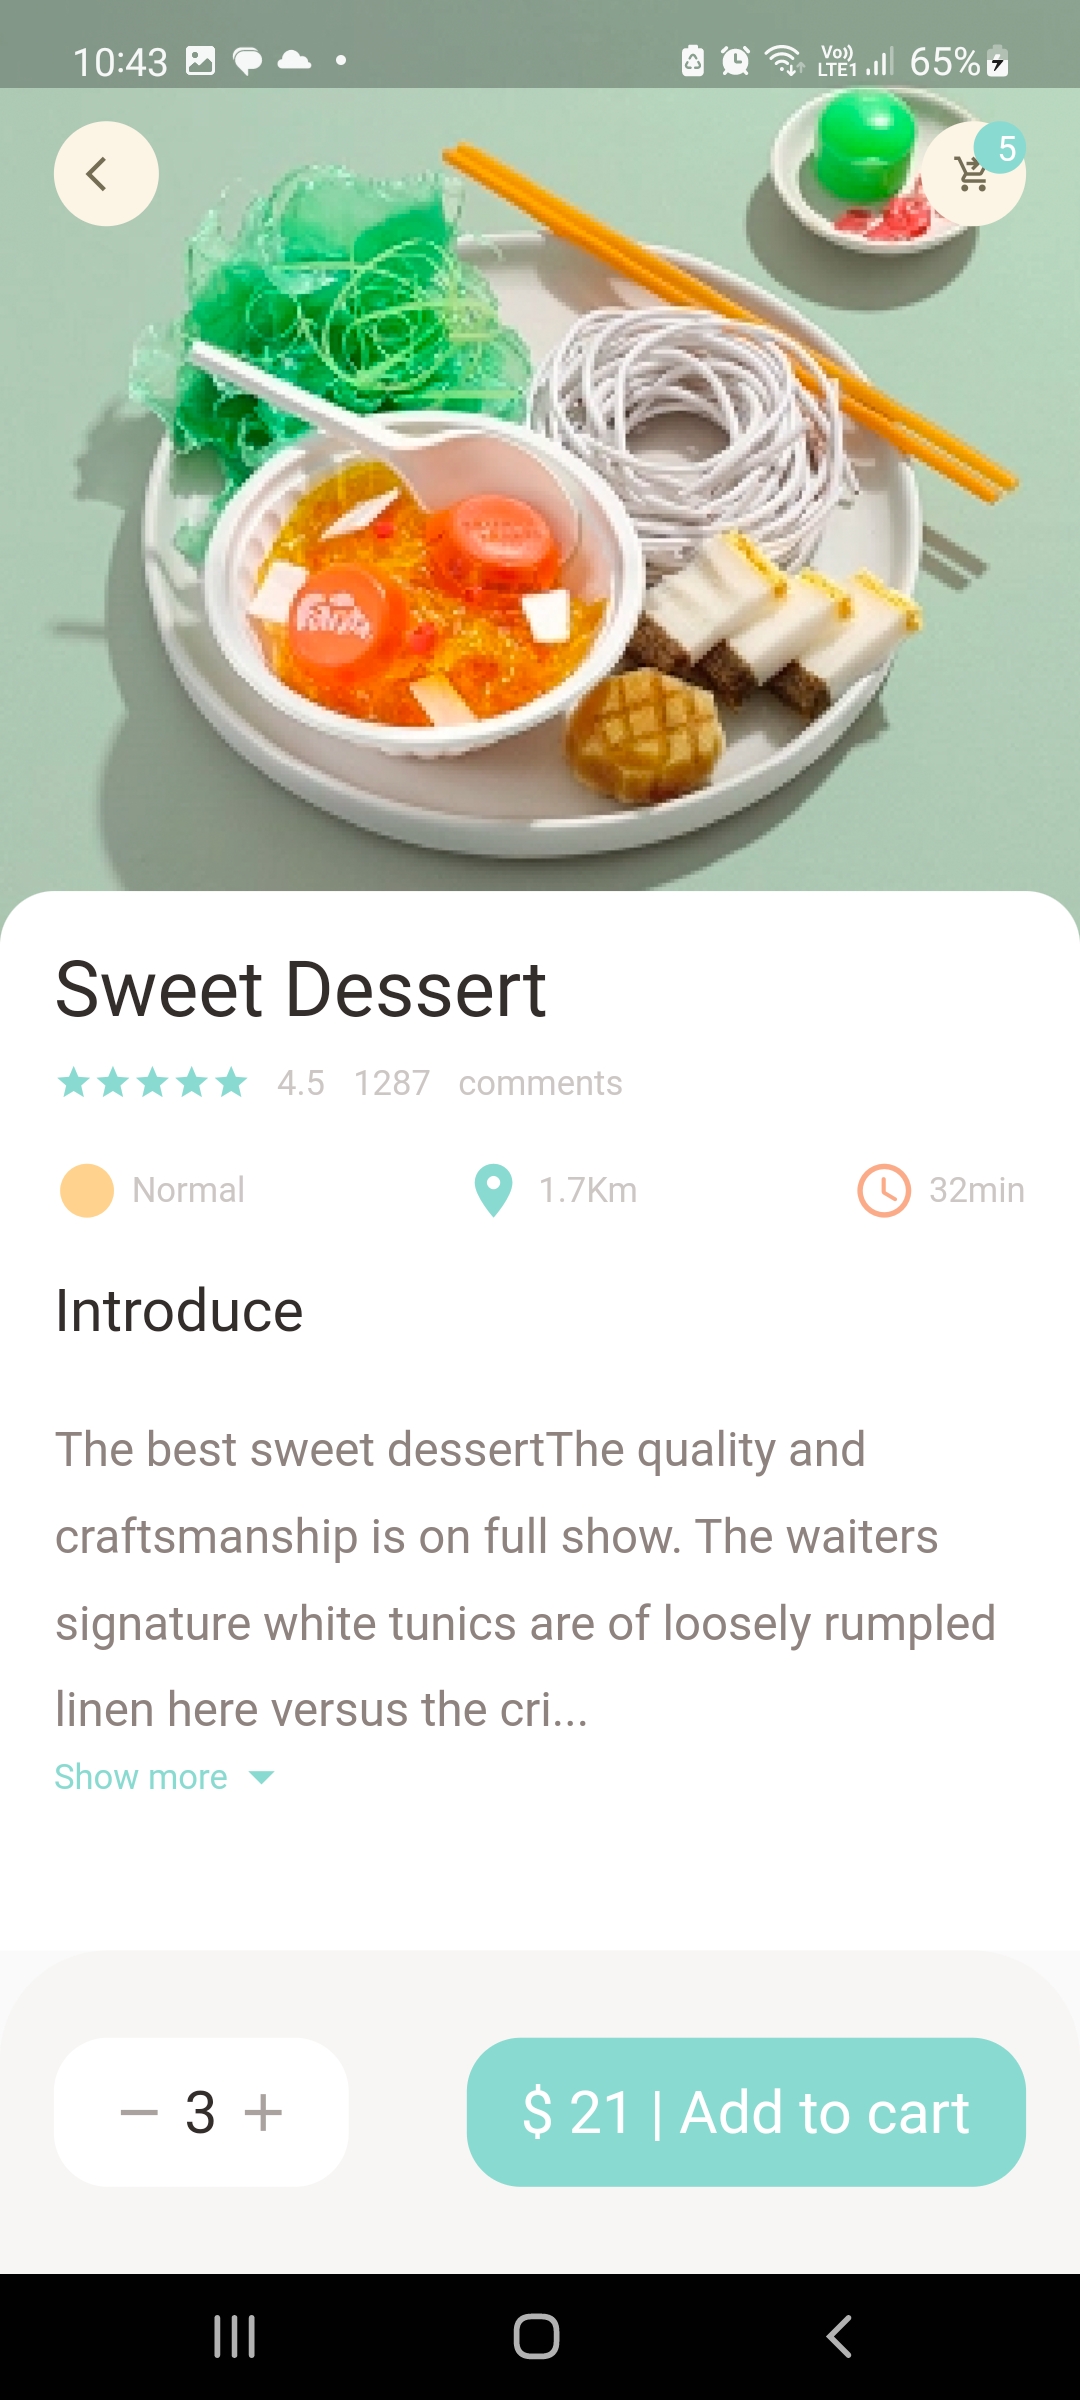 10:43
Vo))
LTE1
65%
5
Sweet Dessert
4.5 1287 comments
Normal
1.7Km
32min
Introduce
The best sweet dessertThe quality and
craftsmanship is on full show. The waiters
signature white tunics are of loosely rumpled
linen here versus the cri...
Show more
3
$ 21 | Add to cart